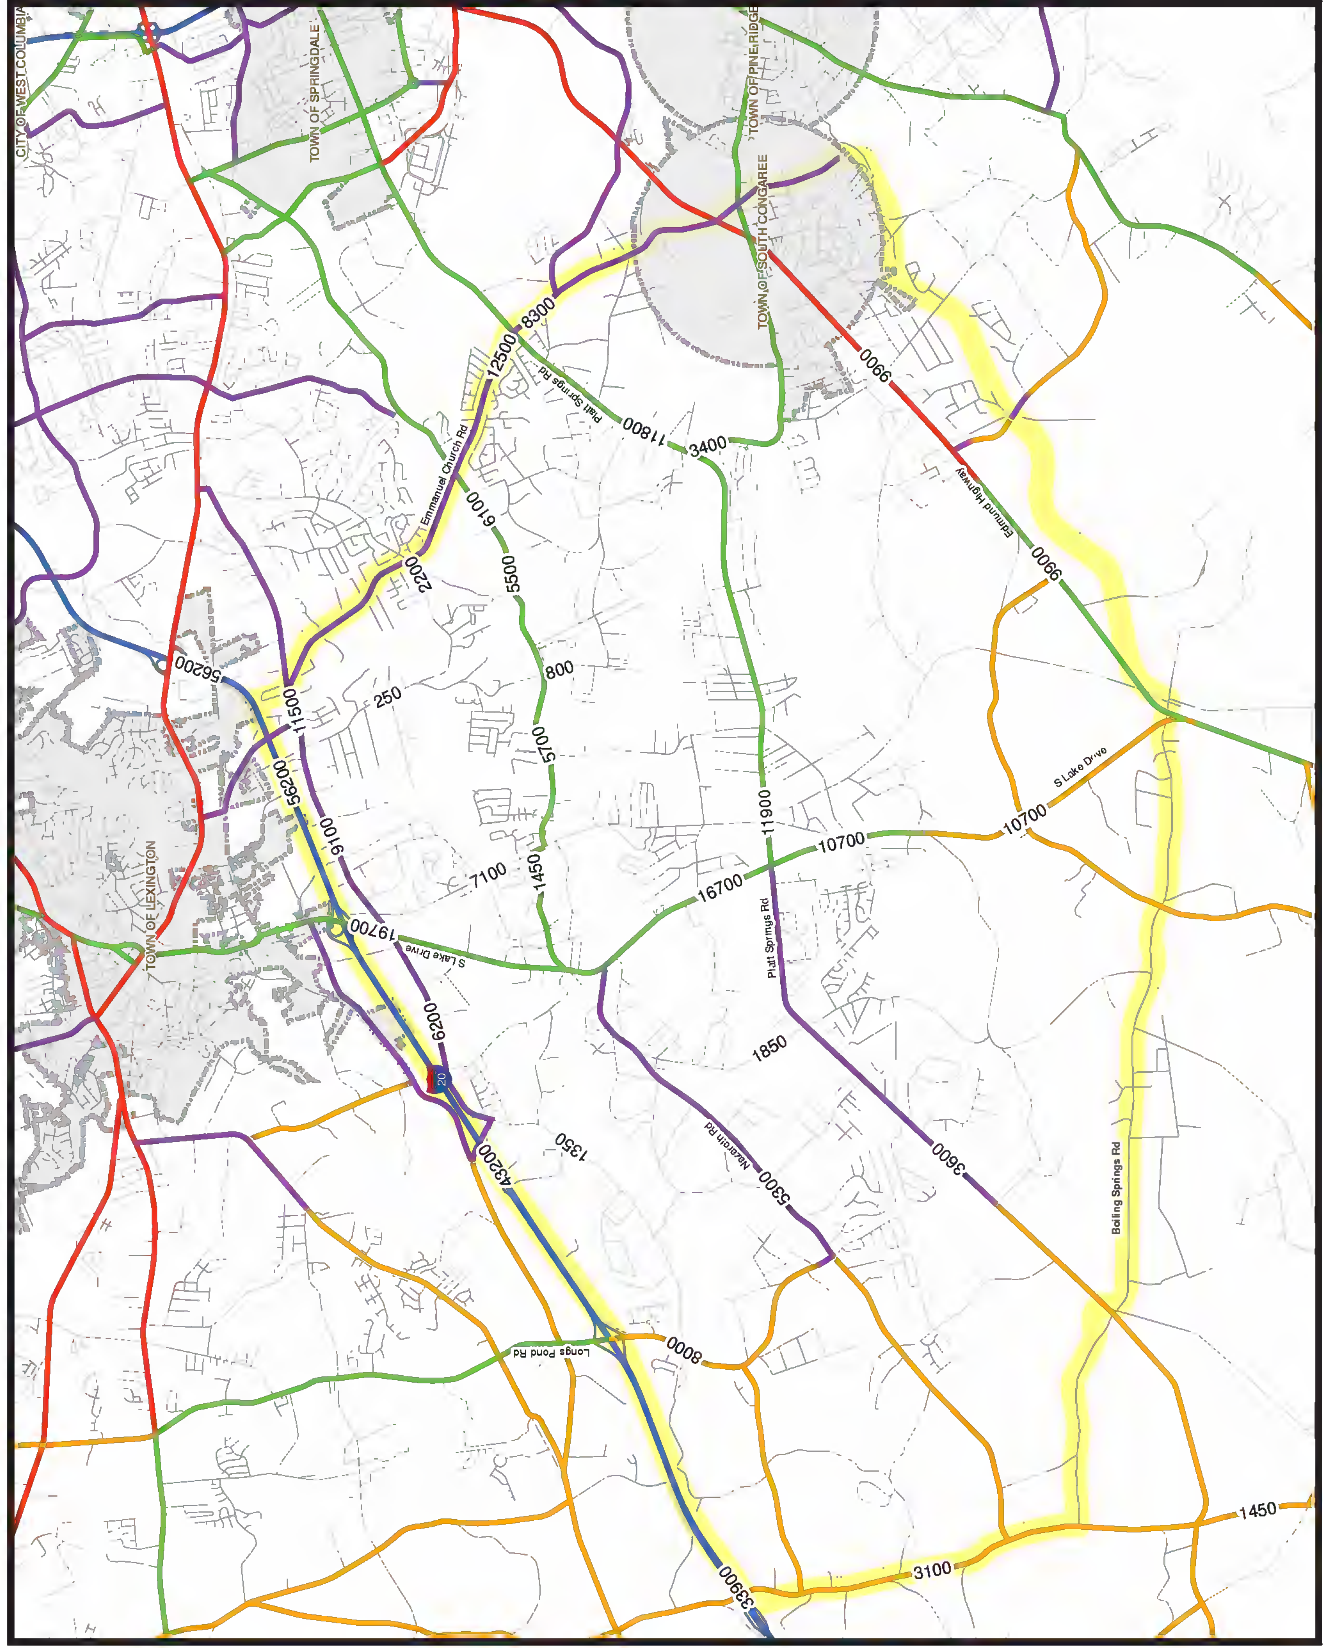 CITY OF WEST COLUMBIA
TOWN OF SPRINGDALE
TOWN OF PINE RIDGE
TOWN OF SOUTH CONGAREE
8300
12500
9900
Platt Springs Rd
11800
3400
Emmanuel Church Rd
6100
Edmund Highway
2200
5500
9900
56200
250
800
11500
5700
S Lake Drive
56200
9100
11900
10700
10700
TOWN OF LEXINGTON
7100
1450
16700
19700
S Lake Drive
Platt Springs Rd
6200
1850
20
1350
43200
Nazareth Rd
5300
3600
Boiling Springs Rd
Longs Pond Rd
8000
1450
3100
33900